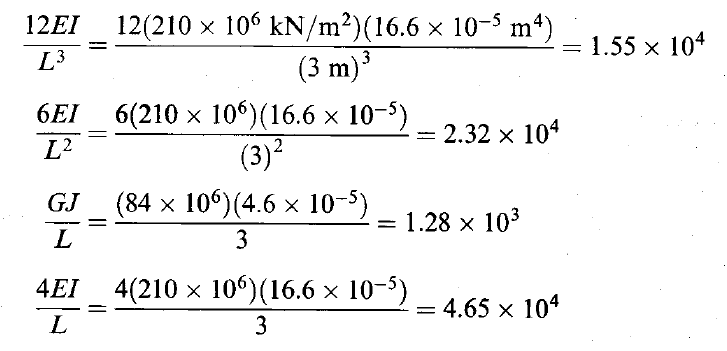 12EI/L³ = 12(210 × 10⁶ kN/m²)(16.6 × 10⁻⁵ m⁴)/(3 m)³ = 1.55 × 10⁴
6EI/L² = 6(210 × 10⁶)(16.6 × 10⁻⁵)/(3)² = 2.32 × 10⁴
GJ/L = (84 × 10⁶)(4.6 × 10⁻⁵)/3 = 1.28 × 10³
4EI/L = 4(210 × 10⁶)(16.6 × 10⁻⁵)/3 = 4.65 × 10⁴